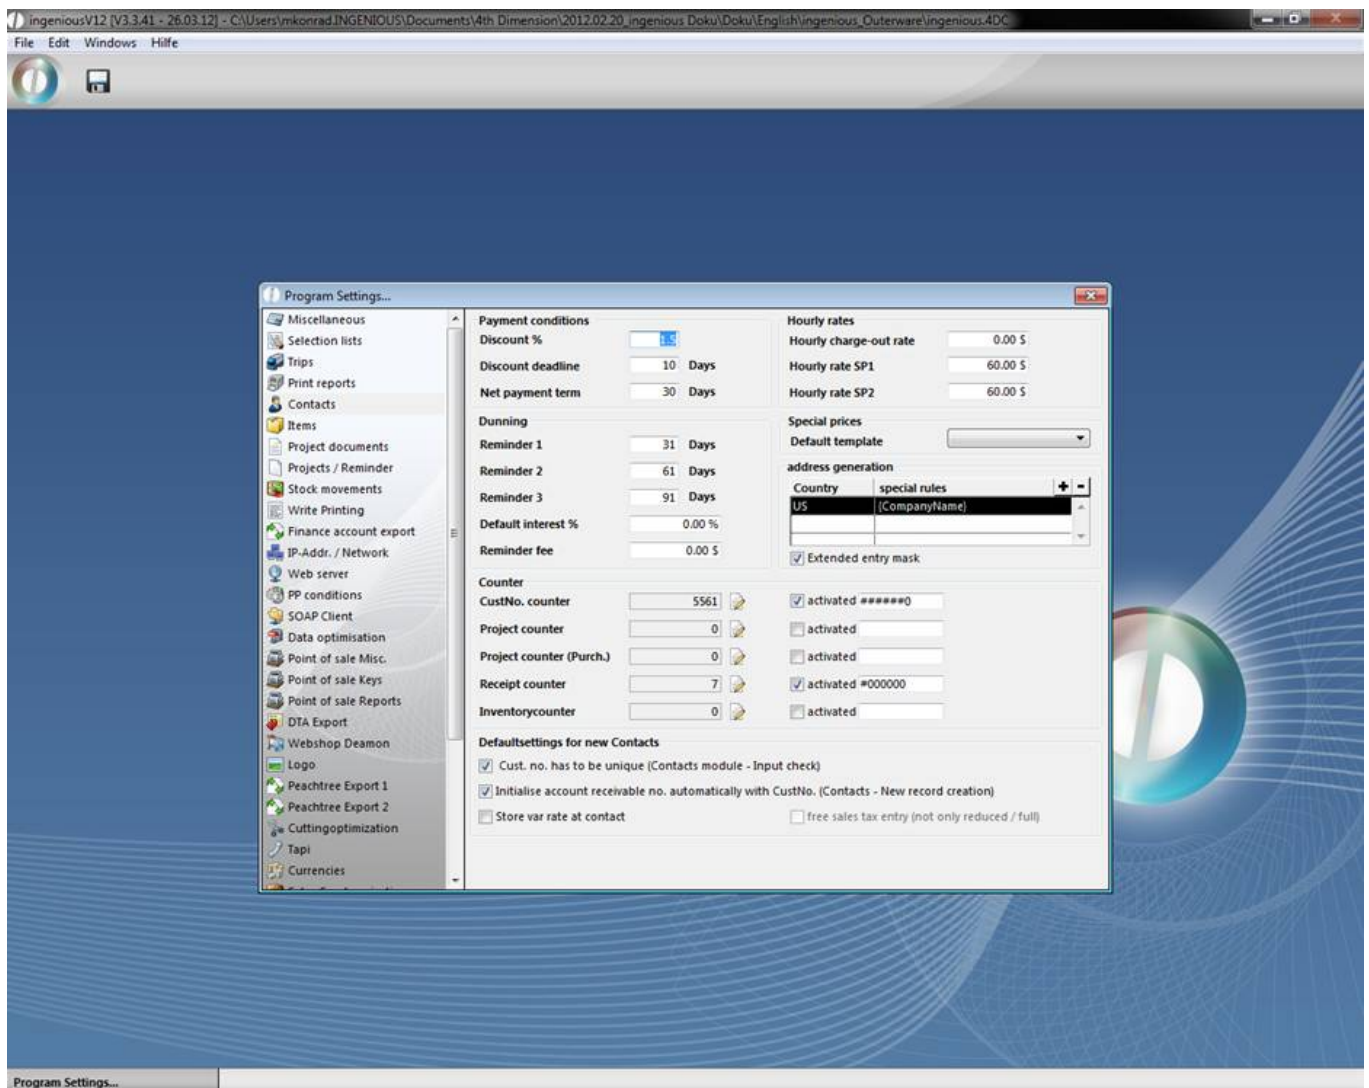 ingeniousV12 [V3.3.41 - 26.03.12] - C:\Users\mkonrad.INGENIOUS\Documents\4th Dimension\2012.02.20_ingenious Doku\Doku\English\ingenious_Outerware\ingenious.4DC
File Edit Windows Hilfe
Program Settings...
Miscellaneous
Selection lists
Trips
Print reports
Contacts
Items
Project documents
Projects / Reminder
Stock movements
Write Printing
Finance account export
IP-Addr. / Network
Web server
PP conditions
SOAP Client
Data optimisation
Point of sale Misc.
Point of sale Keys
Point of sale Reports
DTA Export
Webshop Deamon
Logo
Peachtree Export 1
Peachtree Export 2
Cuttingoptimization
Tapi
Currencies
Payment conditions
Discount % 1.5
Discount deadline 10 Days
Net payment term 30 Days
Dunning
Reminder 1 31 Days
Reminder 2 61 Days
Reminder 3 91 Days
Default interest % 0.00 %
Reminder fee 0.00 $
Hourly rates
Hourly charge-out rate 0.00 $
Hourly rate SP1 60.00 $
Hourly rate SP2 60.00 $
Special prices
Default template
address generation
Country special rules + -
US (CompanyName)
Extended entry mask
Counter
CustNo. counter 5561 activated ######0
Project counter 0 activated
Project counter (Purch.) 0 activated
Receipt counter 7 activated #000000
Inventorycounter 0 activated
Defaultsettings for new Contacts
Cust. no. has to be unique (Contacts module - Input check)
Initialise account receivable no. automatically with CustNo. (Contacts - New record creation)
Store var rate at contact free sales tax entry (not only reduced / full)
Program Settings...